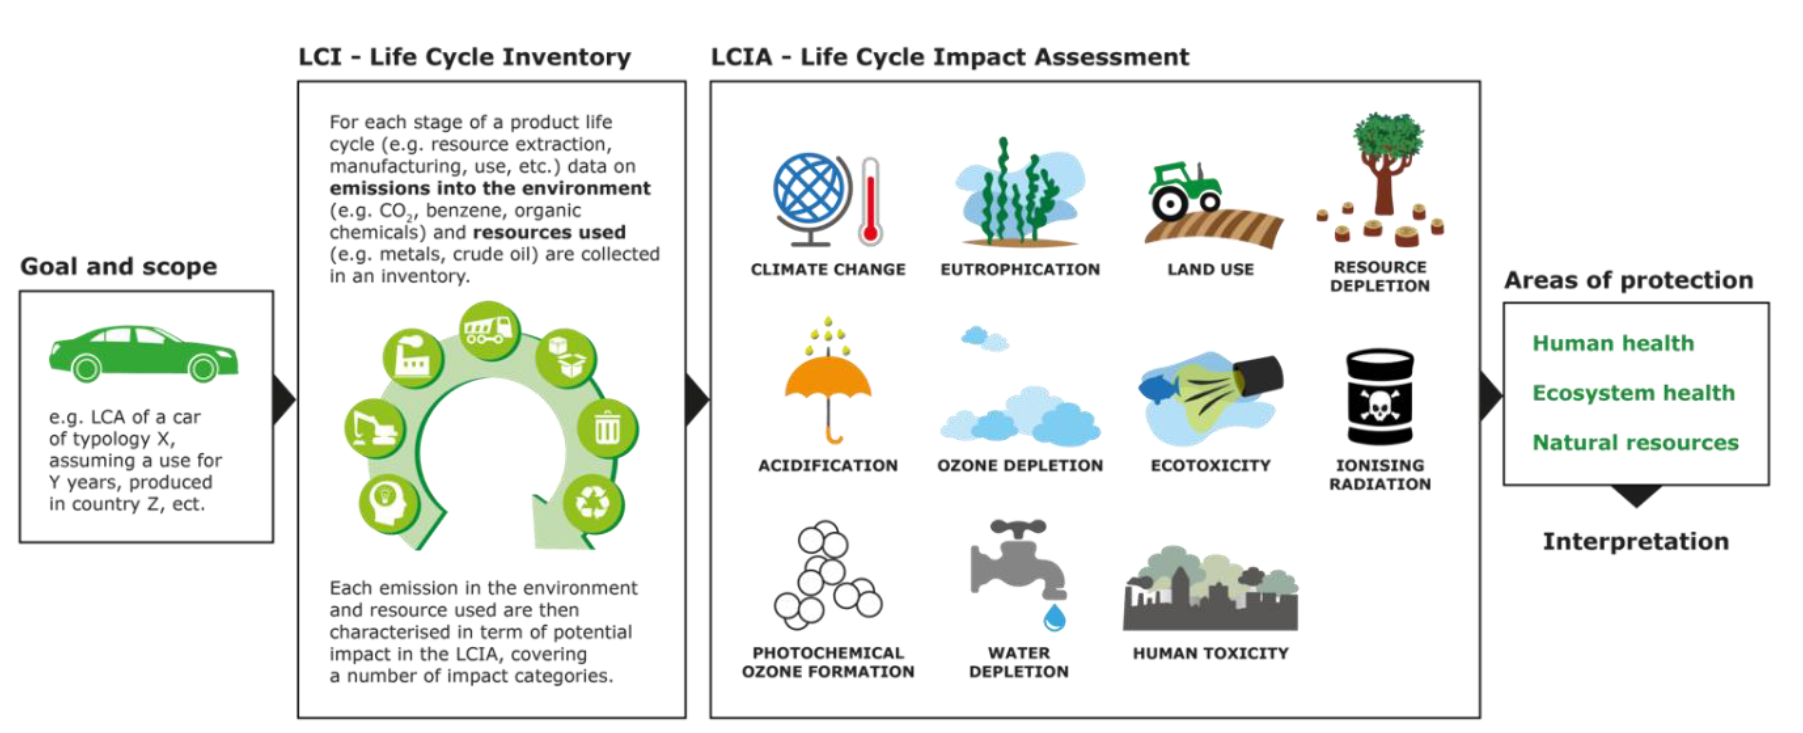 Goal and scope
e.g. LCA of a car
of typology X,
assuming a use for
Y years, produced
in country Z, ect.
LCI - Life Cycle Inventory
For each stage of a product life
cycle (e.g. resource extraction,
manufacturing, use, etc.) data on
emissions into the environment
(e.g. CO₂, benzene, organic
chemicals) and resources used
(e.g. metals, crude oil) are collected
in an inventory.
Each emission in the environment
and resource used are then
characterised in term of potential
impact in the LCIA, covering
a number of impact categories.
LCIA - Life Cycle Impact Assessment
CLIMATE CHANGE
EUTROPHICATION
LAND USE
RESOURCE
DEPLETION
ACIDIFICATION
OZONE DEPLETION
ECOTOXICITY
IONISING
RADIATION
PHOTOCHEMICAL
OZONE FORMATION
WATER
DEPLETION
HUMAN TOXICITY
Areas of protection
Human health
Ecosystem health
Natural resources
Interpretation